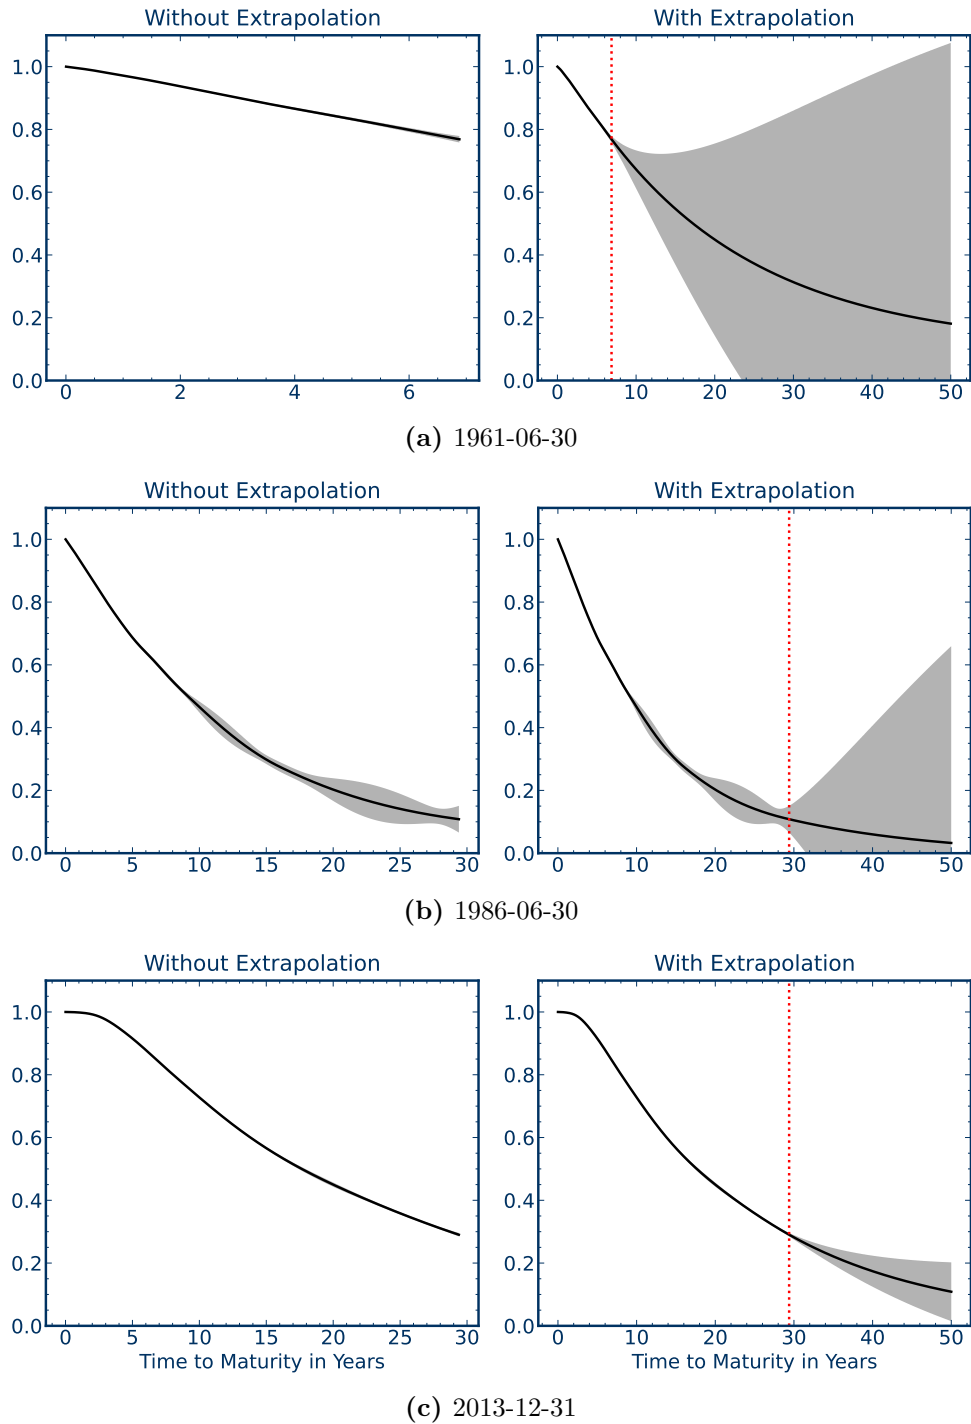 Without Extrapolation
With Extrapolation
1.0
0.8
0.6
0.4
0.2
0.0
0 2 4 6
1.0
0.8
0.6
0.4
0.2
0.0
0 10 20 30 40 50
(a) 1961-06-30
Without Extrapolation
With Extrapolation
1.0
0.8
0.6
0.4
0.2
0.0
0 5 10 15 20 25 30
1.0
0.8
0.6
0.4
0.2
0.0
0 10 20 30 40 50
(b) 1986-06-30
Without Extrapolation
With Extrapolation
1.0
0.8
0.6
0.4
0.2
0.0
0 5 10 15 20 25 30
Time to Maturity in Years
1.0
0.8
0.6
0.4
0.2
0.0
0 10 20 30 40 50
Time to Maturity in Years
(c) 2013-12-31